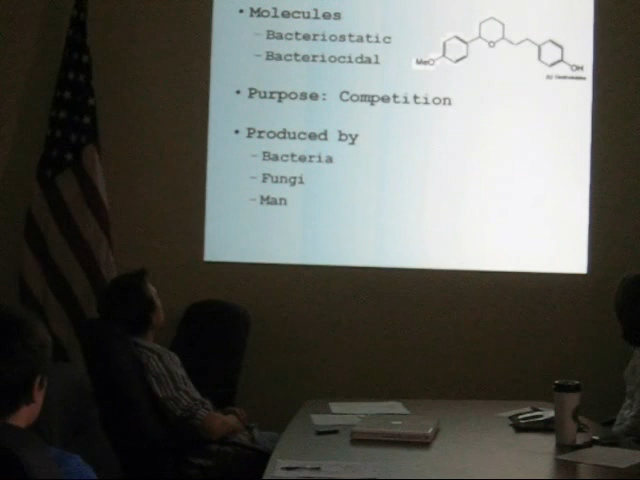 • Molecules
– Bacteriostatic
– Bacteriocidal
MeO
O
OH
• Purpose: Competition
• Produced by
– Bacteria
– Fungi
– Man